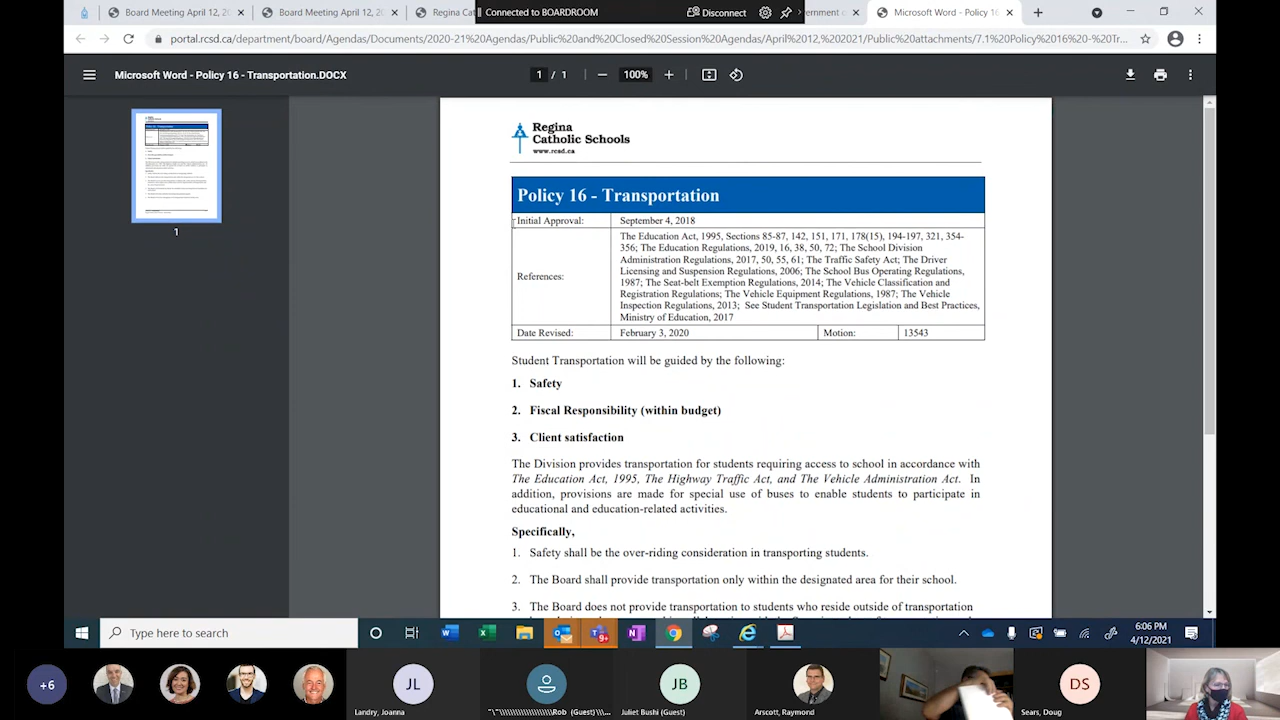 Board Meeting April 12, 20
Board Meeting April 12, 20
Regina Cat
Connected to BOARDROOM
Disconnect
ernment of
Microsoft Word - Policy 16
portal.rcsd.ca/department/board/Agendas/Documents/2020-21%20Agendas/Public%20and%20Closed%20Session%20Agendas/April%2012,%202021/Public%20attachments/7.1%20Policy%2016%20-%20Tr...
Microsoft Word - Policy 16 - Transportation.DOCX
1 / 1
100%
1
Regina
Catholic Schools
www.rcsd.ca
Policy 16 - Transportation
Initial Approval: September 4, 2018
References:
The Education Act, 1995, Sections 85-87, 142, 151, 171, 178(15), 194-197, 321, 354-
356; The Education Regulations, 2019, 16, 38, 50, 72; The School Division
Administration Regulations, 2017, 50, 55, 61; The Traffic Safety Act; The Driver
Licensing and Suspension Regulations, 2006; The School Bus Operating Regulations,
1987; The Seat-belt Exemption Regulations, 2014; The Vehicle Classification and
Registration Regulations; The Vehicle Equipment Regulations, 1987; The Vehicle
Inspection Regulations, 2013; See Student Transportation Legislation and Best Practices,
Ministry of Education, 2017
Date Revised: February 3, 2020 Motion: 13543
Student Transportation will be guided by the following:
1. Safety
2. Fiscal Responsibility (within budget)
3. Client satisfaction
The Division provides transportation for students requiring access to school in accordance with
The Education Act, 1995, The Highway Traffic Act, and The Vehicle Administration Act. In
addition, provisions are made for special use of buses to enable students to participate in
educational and education-related activities.
Specifically,
1. Safety shall be the over-riding consideration in transporting students.
2. The Board shall provide transportation only within the designated area for their school.
3. The Board does not provide transportation to students who reside outside of transportation
Type here to search
6:06 PM
4/12/2021
+6
JL
Landry, Joanna
"\"\\\\\\\\\\\\\\\\\\\Rob (Guest)\\\...
JB
Juliet Bushi (Guest)
Arscott, Raymond
DS
Sears, Doug